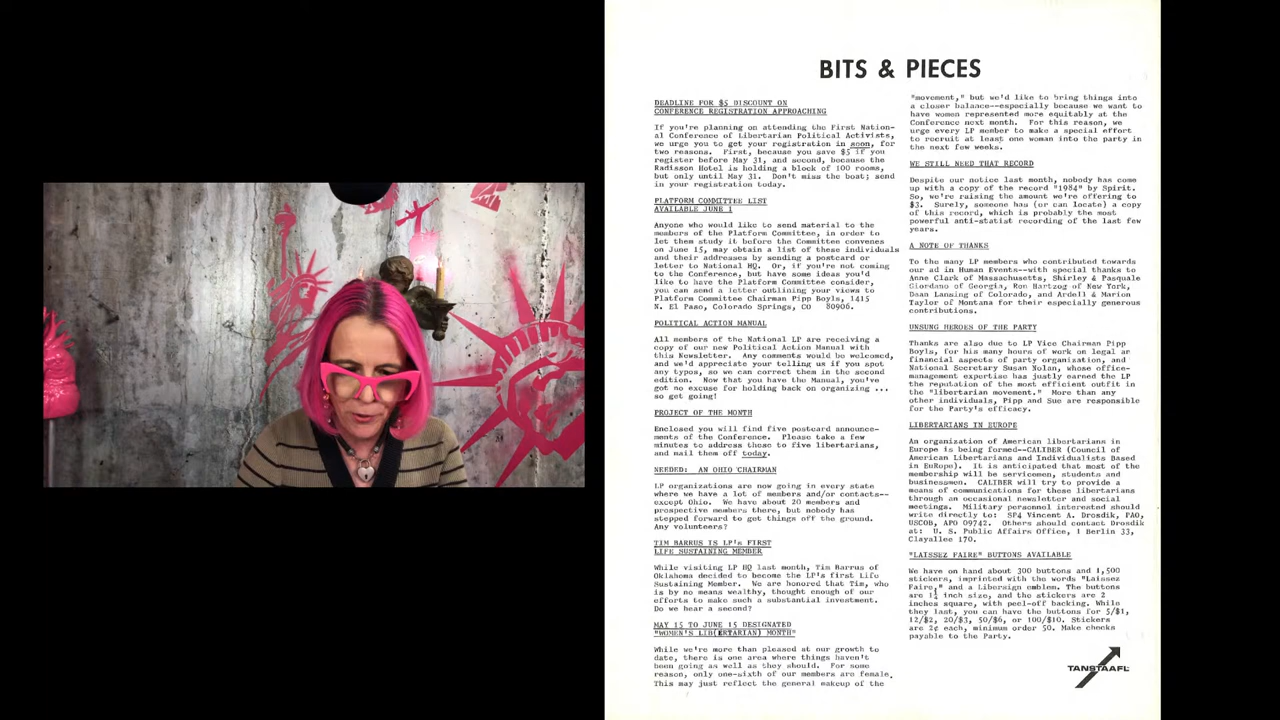 BITS & PIECES
DEADLINE FOR $5 DISCOUNT ON
CONFERENCE REGISTRATION APPROACHING
If you're planning on attending the First Nation-
al Conference of Libertarian Political Activists,
we urge you to get your registration in soon, for
two reasons. First, because you save $5 if you
register before May 31, and second, because the
Radisson Hotel is holding a block of 100 rooms,
but only until May 31. Don't miss the boat; send
in your registration today.
PLATFORM COMMITTEE LIST
AVAILABLE JUNE 1
Anyone who would like to send material to the
members of the Platform Committee, in order to
let them study it before the Committee convenes
on June 15, may obtain a list of these individuals
and their addresses by sending a postcard or
letter to National HQ. Or, if you're not coming
to the Conference, but have some ideas you'd
like to have the Platform Committee consider,
you can send a letter outlining your views to
Platform Committee Chairman Pipp Boyls, 1415
N. El Paso, Colorado Springs, CO 80906.
POLITICAL ACTION MANUAL
All members of the National LP are receiving a
copy of our new Political Action Manual with
this Newsletter. Any comments would be welcomed,
and we'd appreciate your telling us if you spot
any typos, so we can correct them in the second
edition. Now that you have the Manual, you've
got no excuse for holding back on organizing ...
so get going!
PROJECT OF THE MONTH
Enclosed you will find five postcard announce-
ments of the Conference. Please take a few
minutes to address these to five libertarians,
and mail them off today.
NEEDED: AN OHIO CHAIRMAN
LP organizations are now going in every state
where we have a lot of members and/or contacts--
except Ohio. We have about 20 members and
prospective members there, but nobody has
stepped forward to get things off the ground.
Any volunteers?
TIM BARRUS IS LP's FIRST
LIFE SUSTAINING MEMBER
While visiting LP HQ last month, Tim Barrus of
Oklahoma decided to become the LP's first Life
Sustaining Member. We are honored that Tim, who
is by no means wealthy, thought enough of our
efforts to make such a substantial investment.
Do we hear a second?
MAY 15 TO JUNE 15 DESIGNATED
"WOMEN'S LIB(ERTARIAN) MONTH"
While we're more than pleased at our growth to
date, there is one area where things haven't
been going as well as they should. For some
reason, only one-sixth of our members are female.
This may just reflect the general makeup of the
"movement," but we'd like to bring things into
a closer balance--especially because we want to
have women represented more equitably at the
Conference next month. For this reason, we
urge every LP member to make a special effort
to recruit at least one woman into the party in
the next few weeks.
WE STILL NEED THAT RECORD
Despite our notice last month, nobody has come
up with a copy of the record "1984" by Spirit.
So, we're raising the amount we're offering to
$3. Surely, someone has (or can locate) a copy
of this record, which is probably the most
powerful anti-statist recording of the last few
years.
A NOTE OF THANKS
To the many LP members who contributed towards
our ad in Human Events--with special thanks to
Anne Clark of Massachusetts, Shirley & Pasquale
Giordano of Georgia, Ron Hartzog of New York,
Dean Lansing of Colorado, and Ardell & Marion
Taylor of Montana for their especially generous
contributions.
UNSUNG HEROES OF THE PARTY
Thanks are also due to LP Vice Chairman Pipp
Boyls, for his many hours of work on legal ar
financial aspects of party organization, and
National Secretary Susan Nolan, whose office-
management expertise has justly earned the LP
the reputation of the most efficient outfit in
the "libertarian movement." More than any
other individuals, Pipp and Sue are responsible
for the Party's efficacy.
LIBERTARIANS IN EUROPE
An organization of American libertarians in
Europe is being formed--CALIBER (Council of
American Libertarians and Individualists Based
in EuRope). It is anticipated that most of the
membership will be servicemen, students and
businessmen. CALIBER will try to provide a
means of communications for these libertarians
through an occasional newsletter and social
meetings. Military personnel interested should
write directly to: SP4 Vincent A. Drosdik, PAO,
USCOB, APO 09742. Others should contact Drosdik
at: U. S. Public Affairs Office, 1 Berlin 33,
Clayallee 170.
"LAISSEZ FAIRE" BUTTONS AVAILABLE
We have on hand about 300 buttons and 1,500
stickers, imprinted with the words "Laissez
Faire," and a Libersign emblem. The buttons
are 1¼ inch size, and the stickers are 2
inches square, with peel-off backing. While
they last, you can have the buttons for 5/$1,
12/$2, 20/$3, 50/$6, or 100/$10. Stickers
are 2¢ each, minimum order 50. Make checks
payable to the Party.
TANSTAAFL